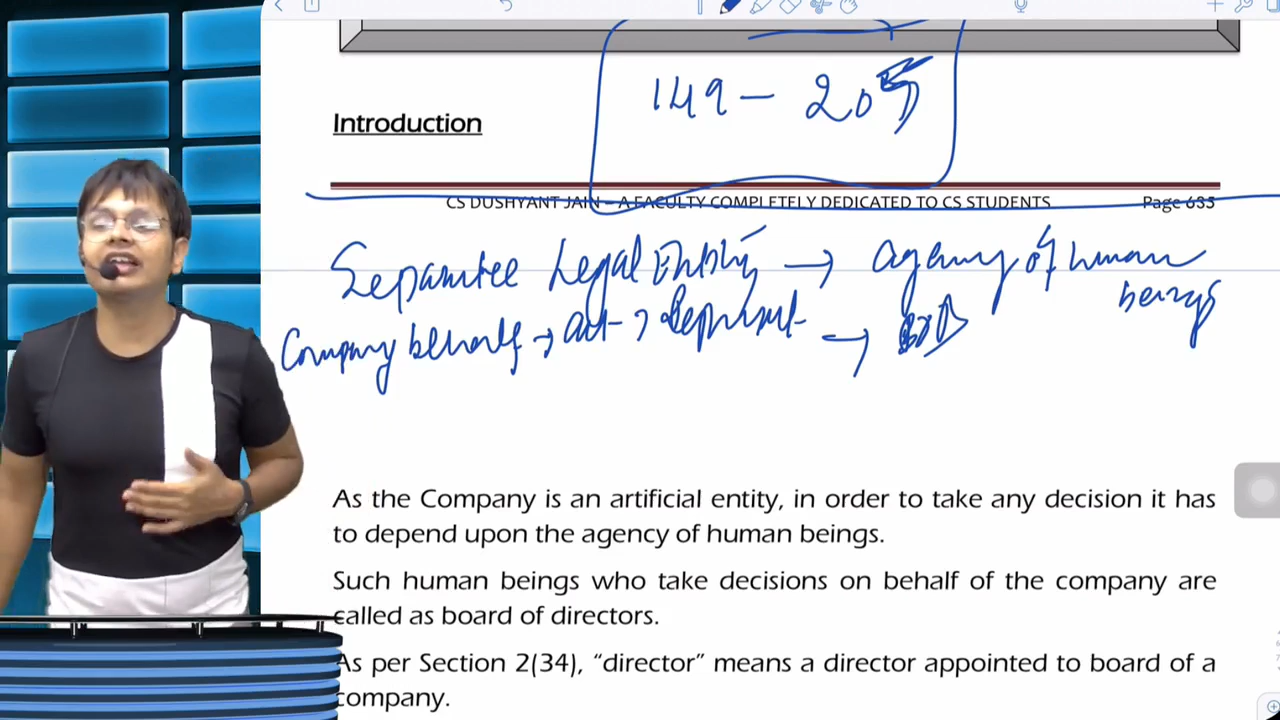 149 – 205
Introduction
CS DUSHYANT JAIN – A FACULTY COMPLETELY DEDICATED TO CS STUDENTS Page 633
Separatee Legal Entity → agency of human
beings
Company behalf → act → Represent → BOD
As the Company is an artificial entity, in order to take any decision it has
to depend upon the agency of human beings.
Such human beings who take decisions on behalf of the company are
called as board of directors.
As per Section 2(34), “director” means a director appointed to board of a
company.